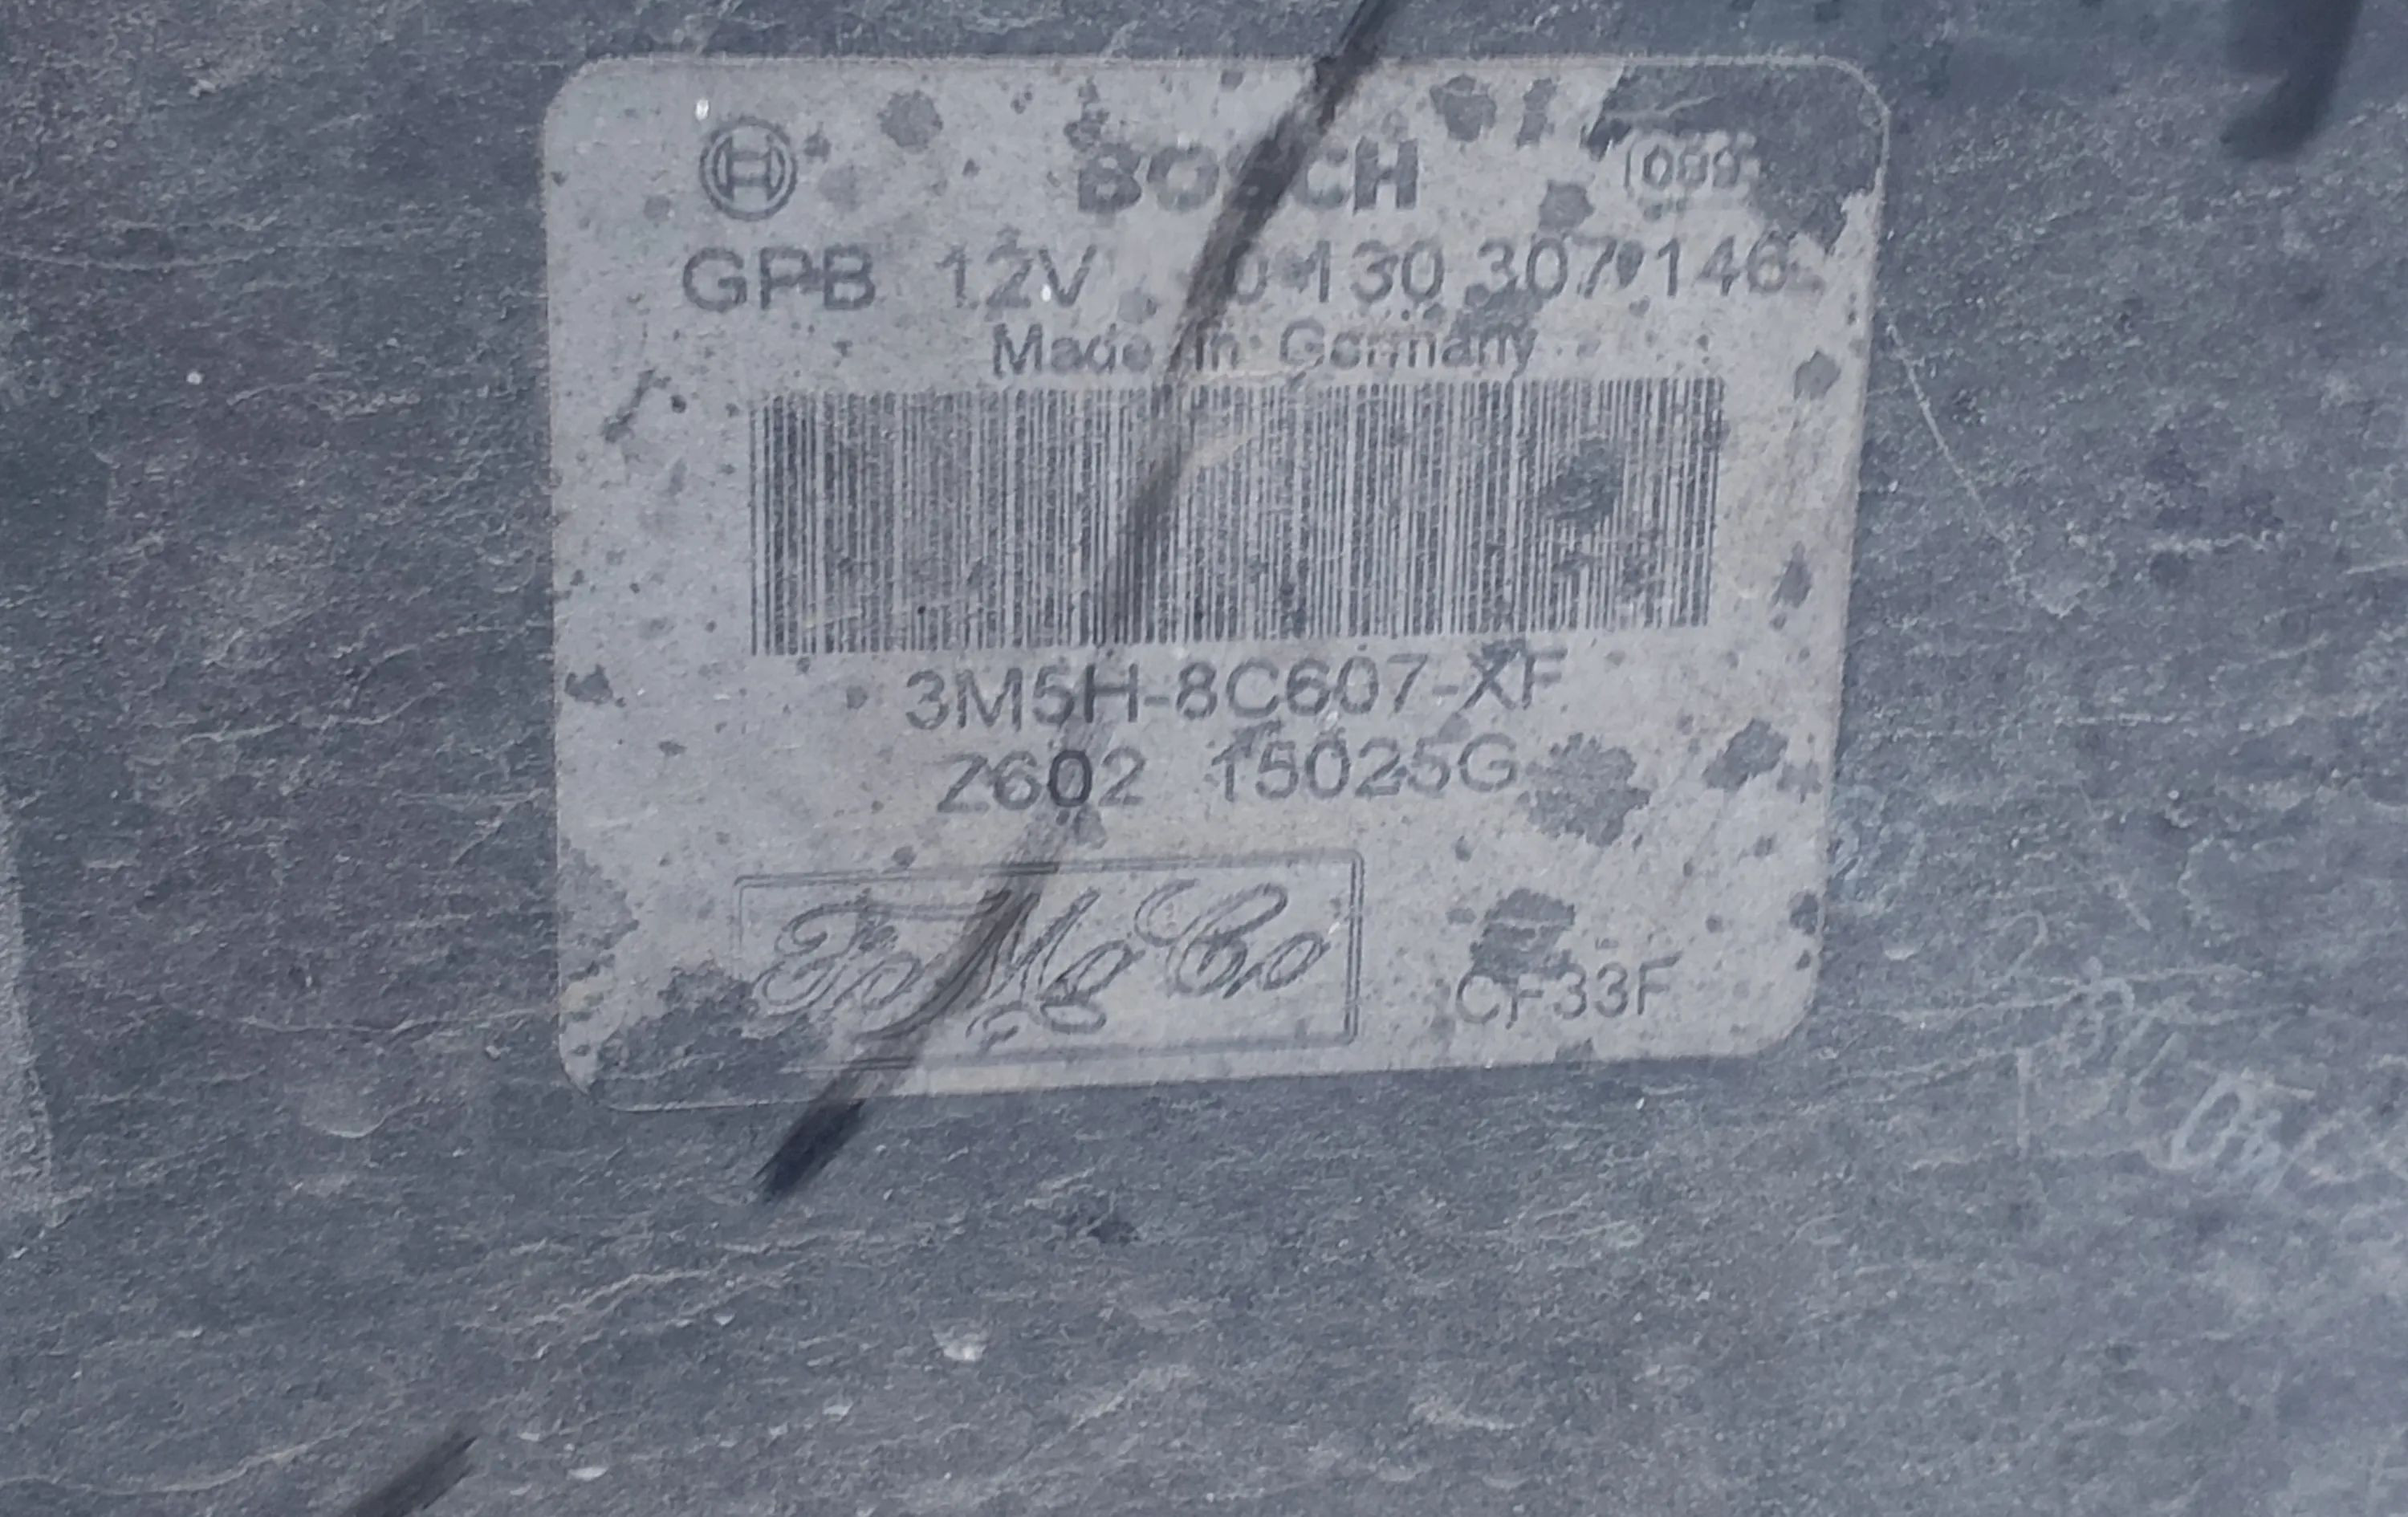 BOSCH
GPB 12V 0 130 307 146
Made in Germany
3M5H-8C607-XF
Z602 15025G
FoMoCo
CF33F